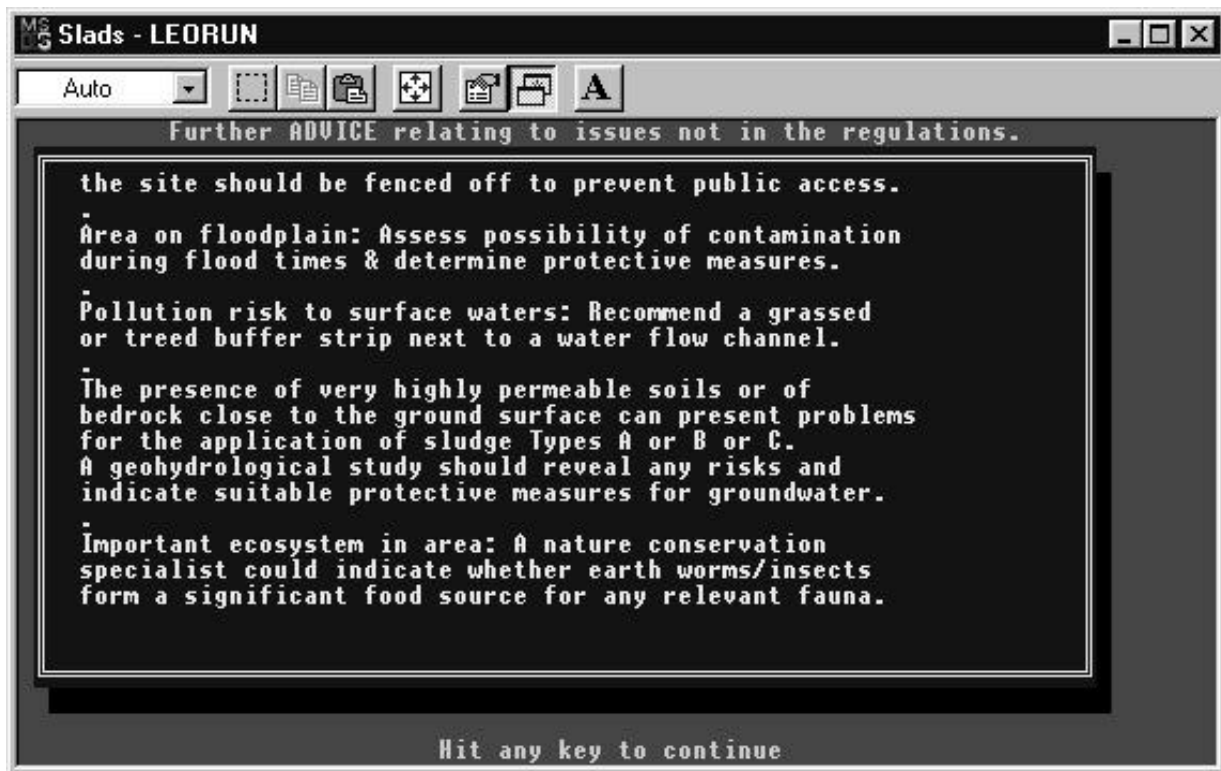 MS DOS Slads - LEORUN
Auto
A
Further ADVICE relating to issues not in the regulations.
the site should be fenced off to prevent public access.
.
Area on floodplain: Assess possibility of contamination
during flood times & determine protective measures.
.
Pollution risk to surface waters: Recommend a grassed
or treed buffer strip next to a water flow channel.
.
The presence of very highly permeable soils or of
bedrock close to the ground surface can present problems
for the application of sludge Types A or B or C.
A geohydrological study should reveal any risks and
indicate suitable protective measures for groundwater.
.
Important ecosystem in area: A nature conservation
specialist could indicate whether earth worms/insects
form a significant food source for any relevant fauna.
Hit any key to continue